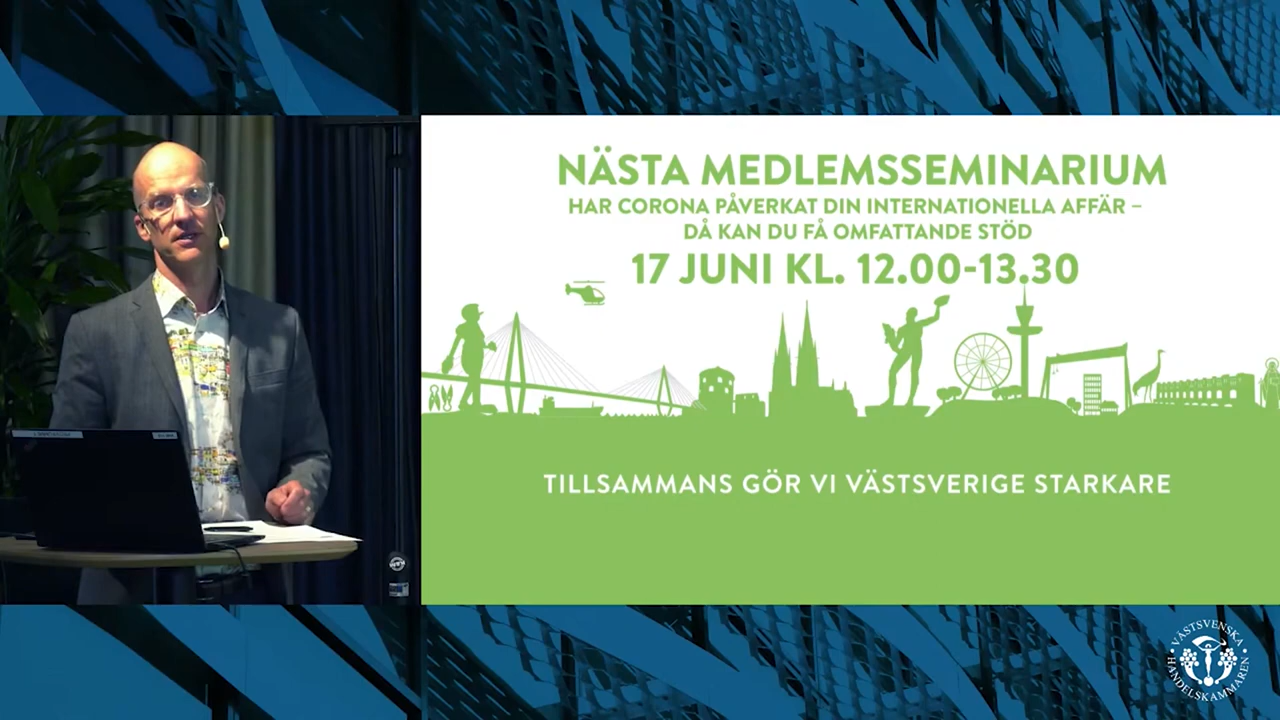 NÄSTA MEDLEMSSEMINARIUM
HAR CORONA PÅVERKAT DIN INTERNATIONELLA AFFÄR –
DÅ KAN DU FÅ OMFATTANDE STÖD
17 JUNI KL. 12.00-13.30
TILLSAMMANS GÖR VI VÄSTSVERIGE STARKARE
VÄSTSVENSKA
HANDELSKAMMAREN